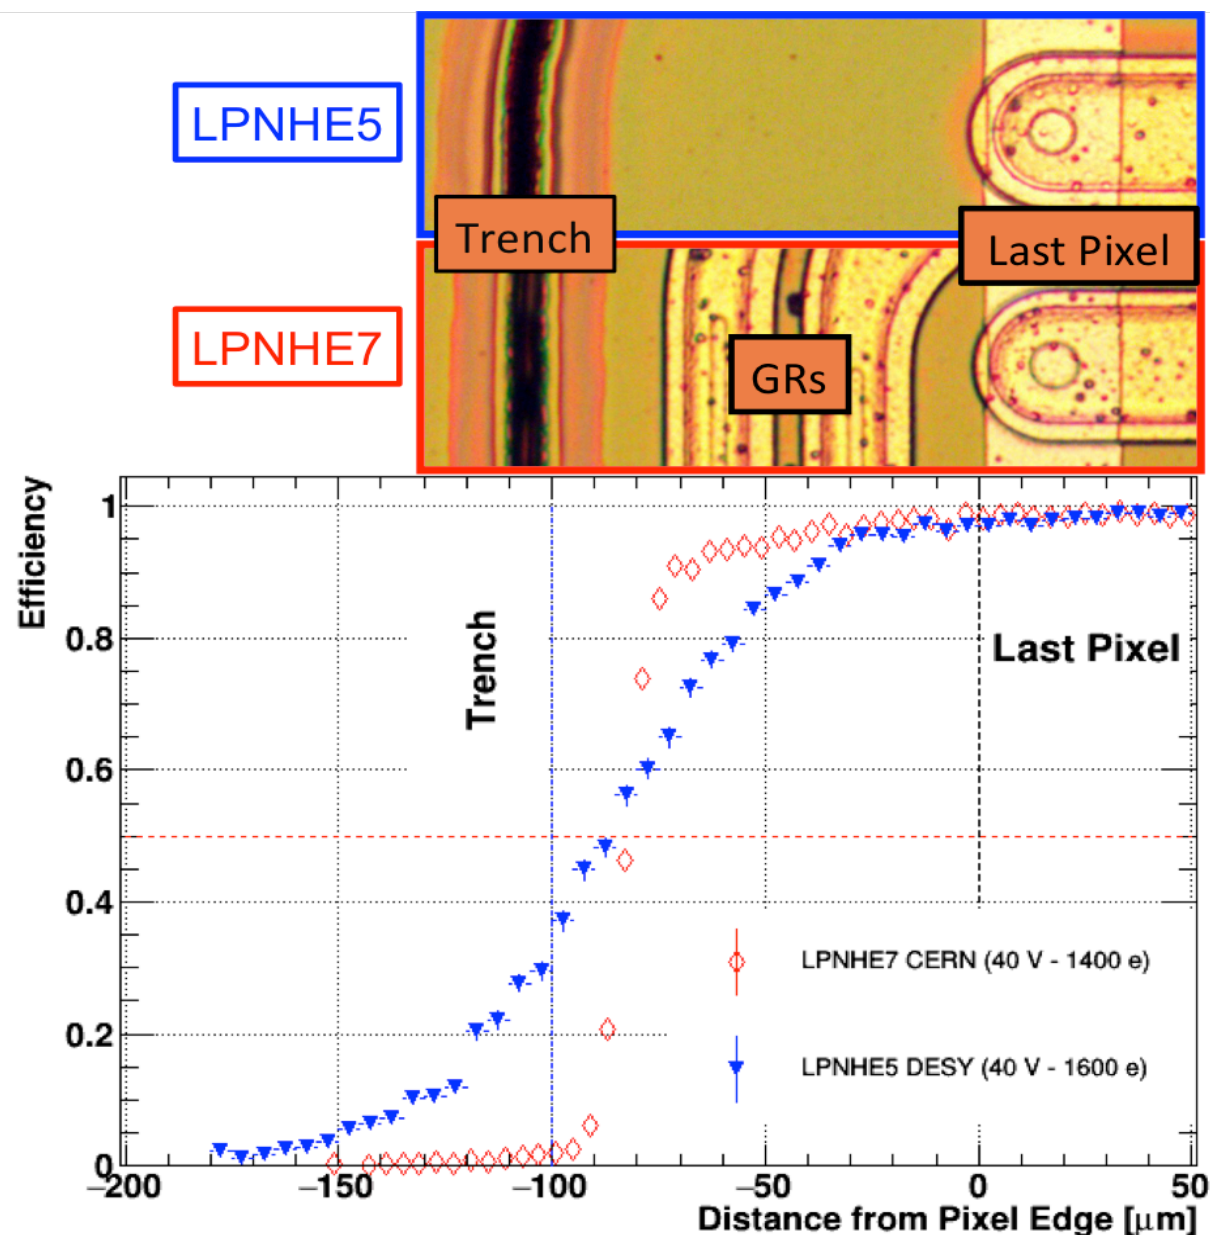 LPNHE5
Trench
Last Pixel
LPNHE7
GRs
Efficiency
1
0.8
0.6
0.4
0.2
0
Trench
Last Pixel
LPNHE7 CERN (40 V - 1400 e)
LPNHE5 DESY (40 V - 1600 e)
−200 −150 −100 −50 0 50
Distance from Pixel Edge [μm]